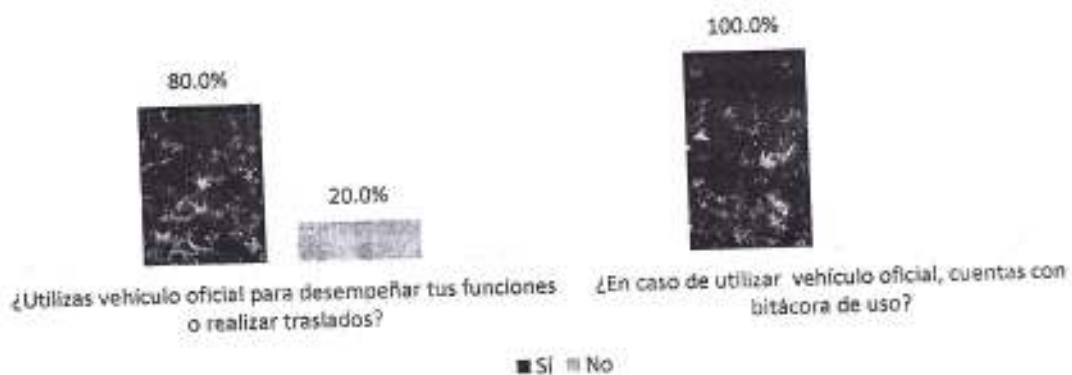 100.0%
80.0%
20.0%
¿Utilizas vehículo oficial para desempeñar tus funciones
o realizar traslados?
¿En caso de utilizar vehículo oficial, cuentas con
bitácora de uso?
Sí No